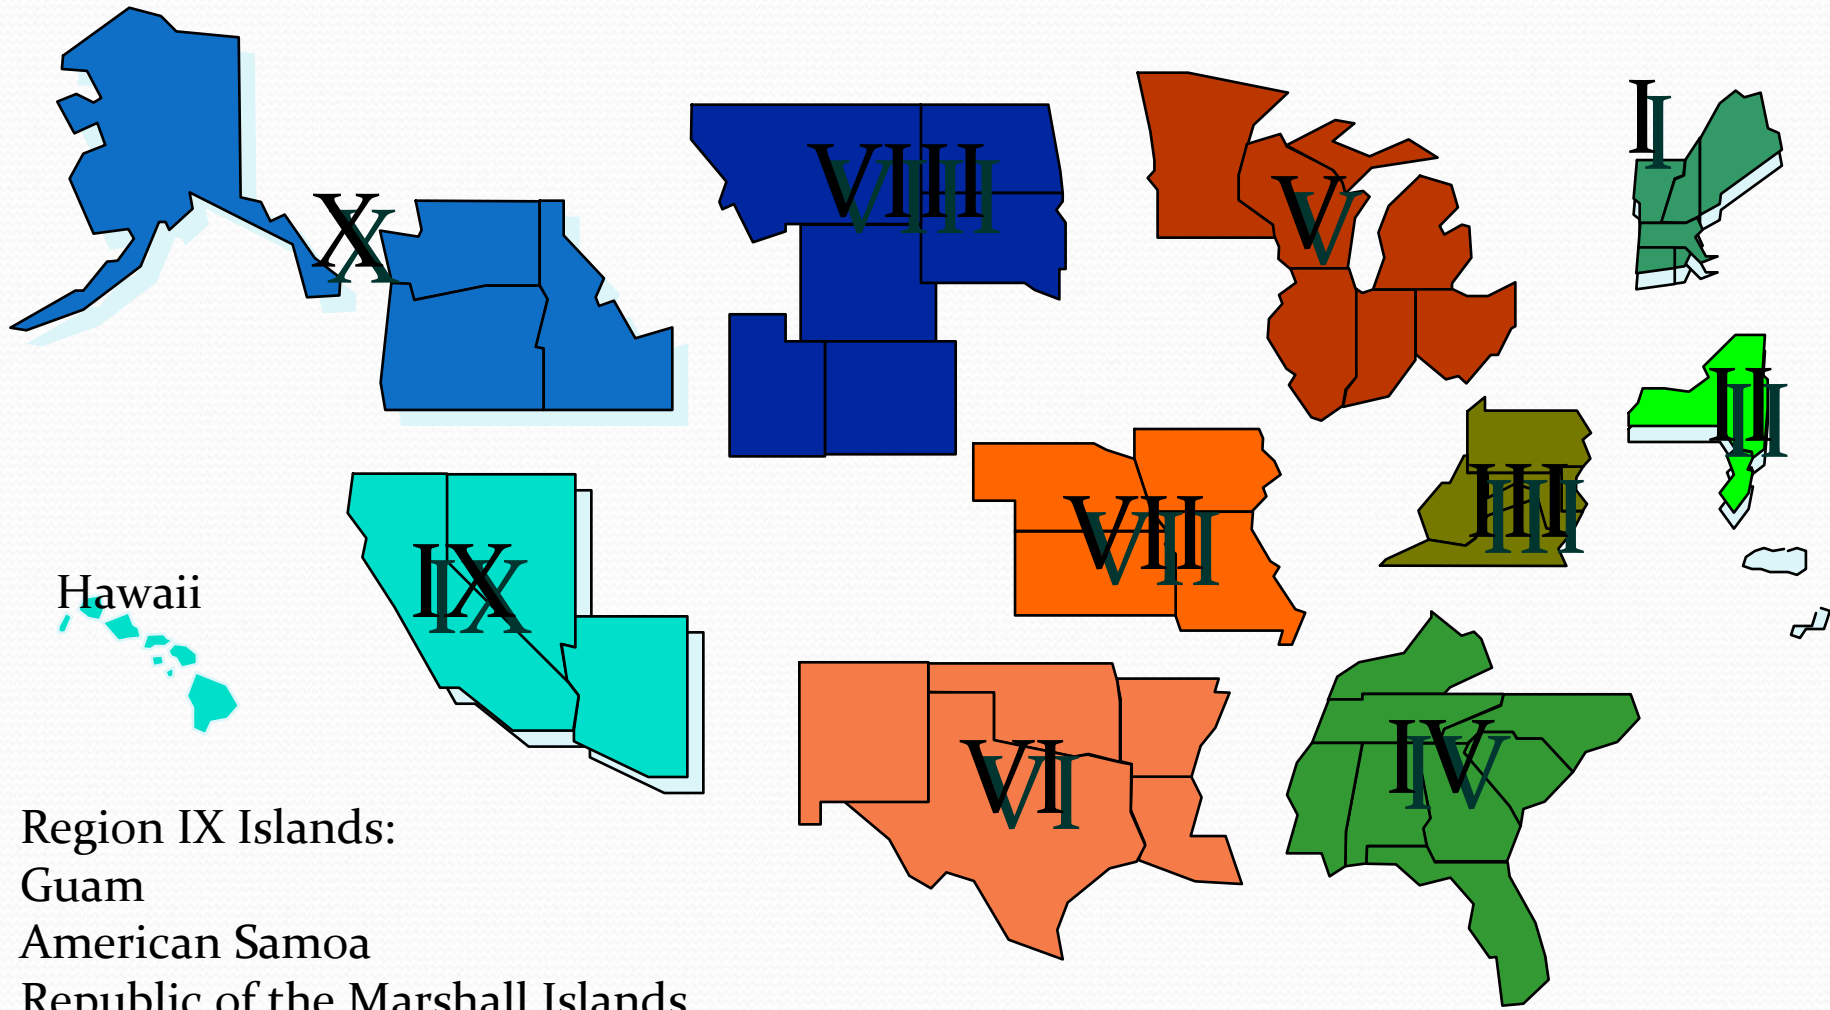 I
X
VIII
V
II
III
VII
IX
Hawaii
VI
IV
Region IX Islands:
Guam
American Samoa
Republic of the Marshall Islands